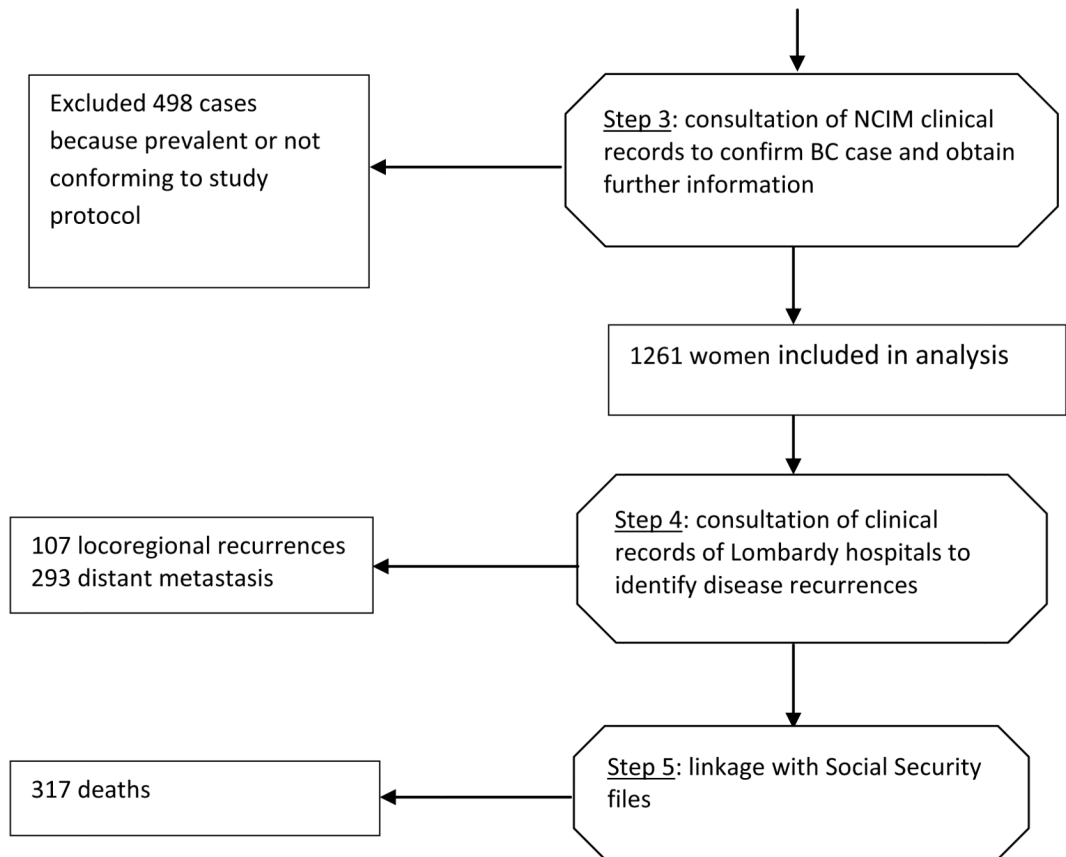 Excluded 498 cases
because prevalent or not
conforming to study
protocol
Step 3: consultation of NCIM clinical
records to confirm BC case and obtain
further information
1261 women included in analysis
107 locoregional recurrences
293 distant metastasis
Step 4: consultation of clinical
records of Lombardy hospitals to
identify disease recurrences
317 deaths
Step 5: linkage with Social Security
files